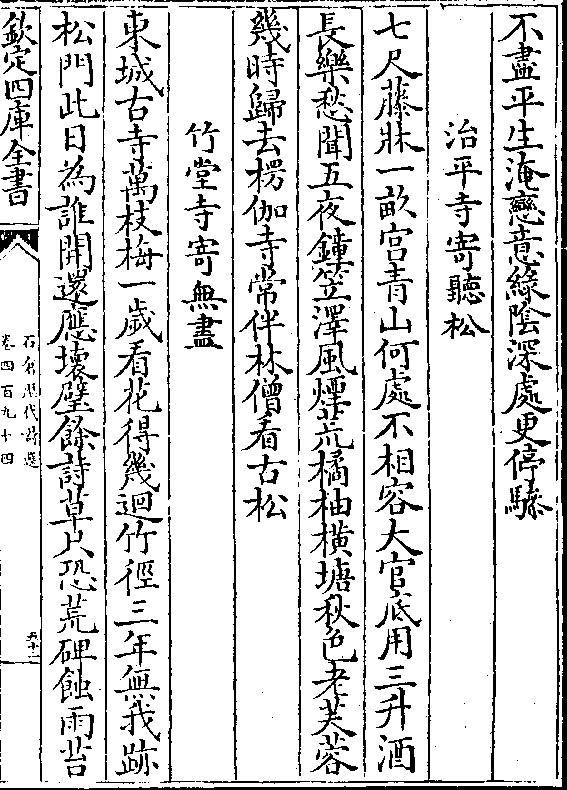 不盡平生淹戀意綠陰深處更停驂
治平寺寄聽松
七尺藤牀一畝宫青山何處不相容大官底用三升酒
長樂愁聞五夜鐘笠澤風煙荒橘柚橫塘秋色老芙蓉
幾時歸去楞伽寺常伴林僧看古松
竹堂寺寄無盡
東城古寺萬枝梅一歲看花得幾迴竹徑三年無我跡
松門此日為誰開還應壞壁餘詩草只恐荒碑蝕雨苔
欽定四庫全書
石倉歷代詩選
卷四百九十四
五十二